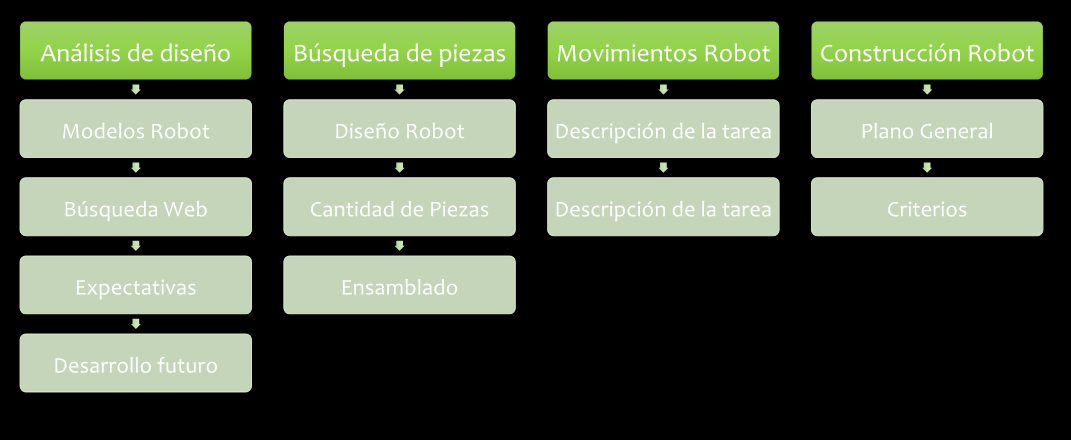 Análisis de diseño
Modelos Robot
Búsqueda Web
Expectativas
Desarrollo futuro
Búsqueda de piezas
Diseño Robot
Cantidad de Piezas
Ensamblado
Movimientos Robot
Descripción de la tarea
Descripción de la tarea
Construcción Robot
Plano General
Criterios